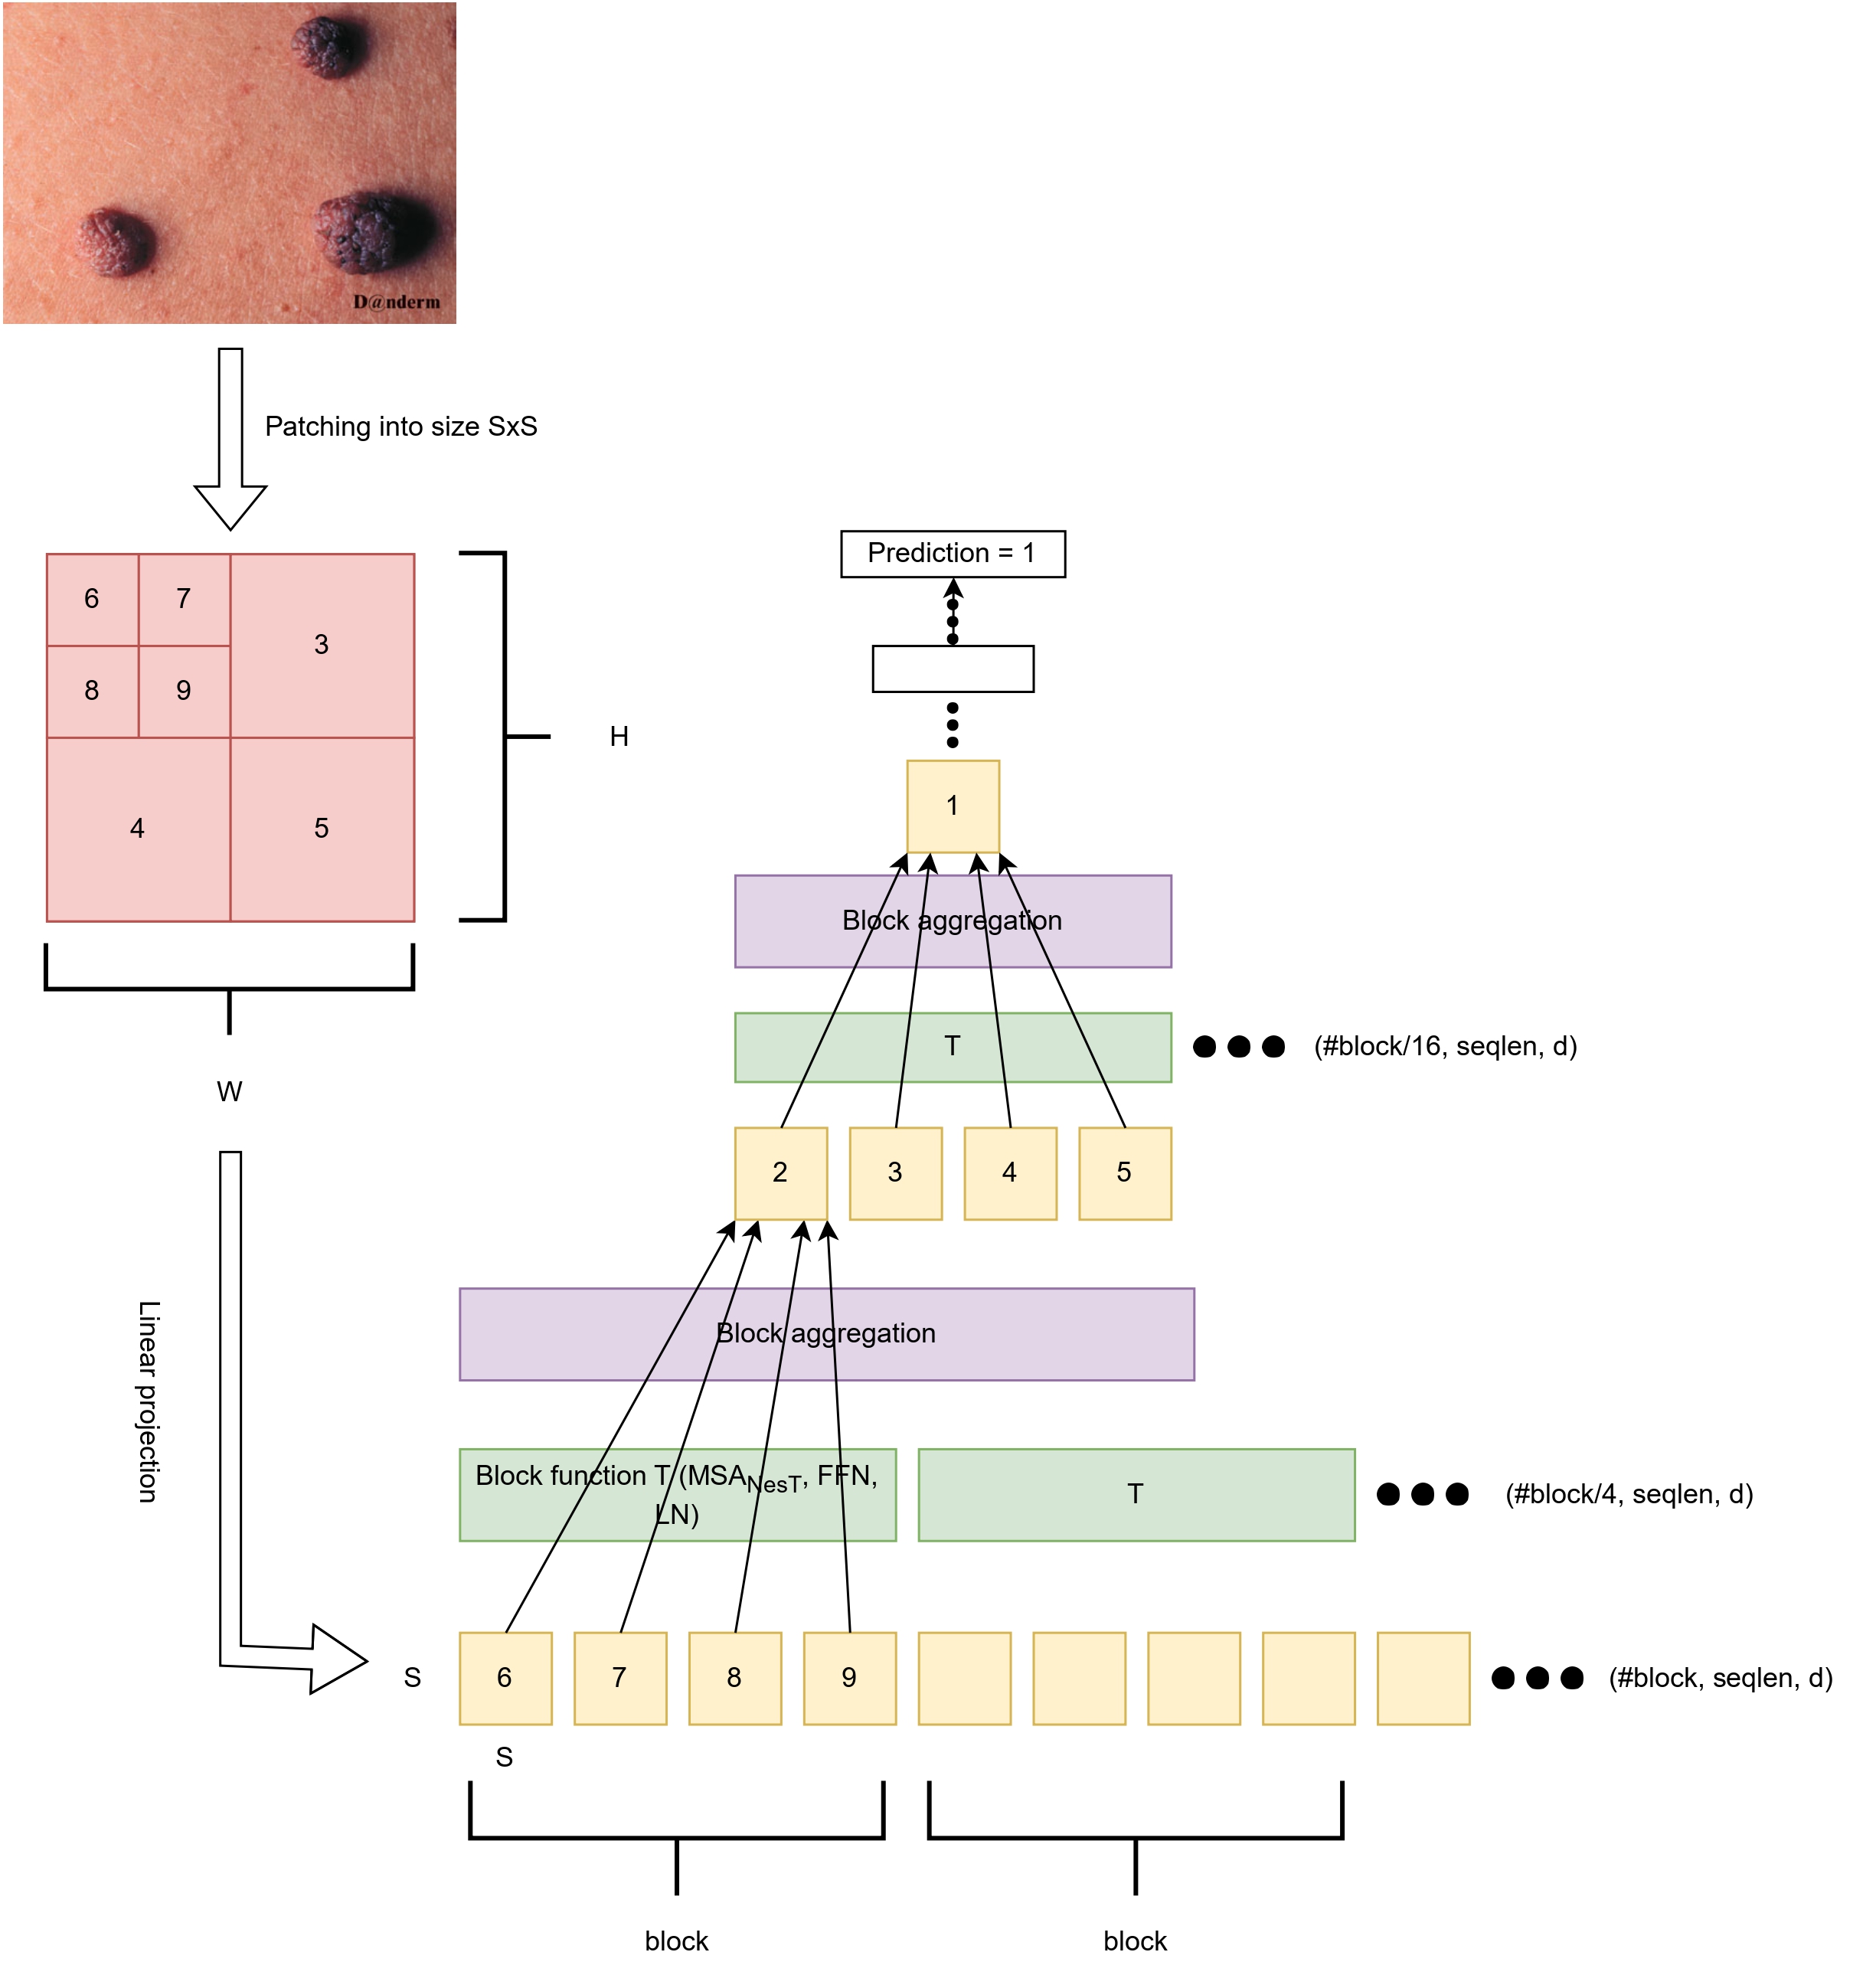 D@nderm
Patching into size SxS
6
7
3
8
9
4
5
H
W
Linear projection
Prediction = 1
1
Block aggregation
T
(#block/16, seqlen, d)
2
3
4
5
Block aggregation
Block function T (MSANesT, FFN,
LN)
T
(#block/4, seqlen, d)
S
6
7
8
9
(#block, seqlen, d)
S
block
block